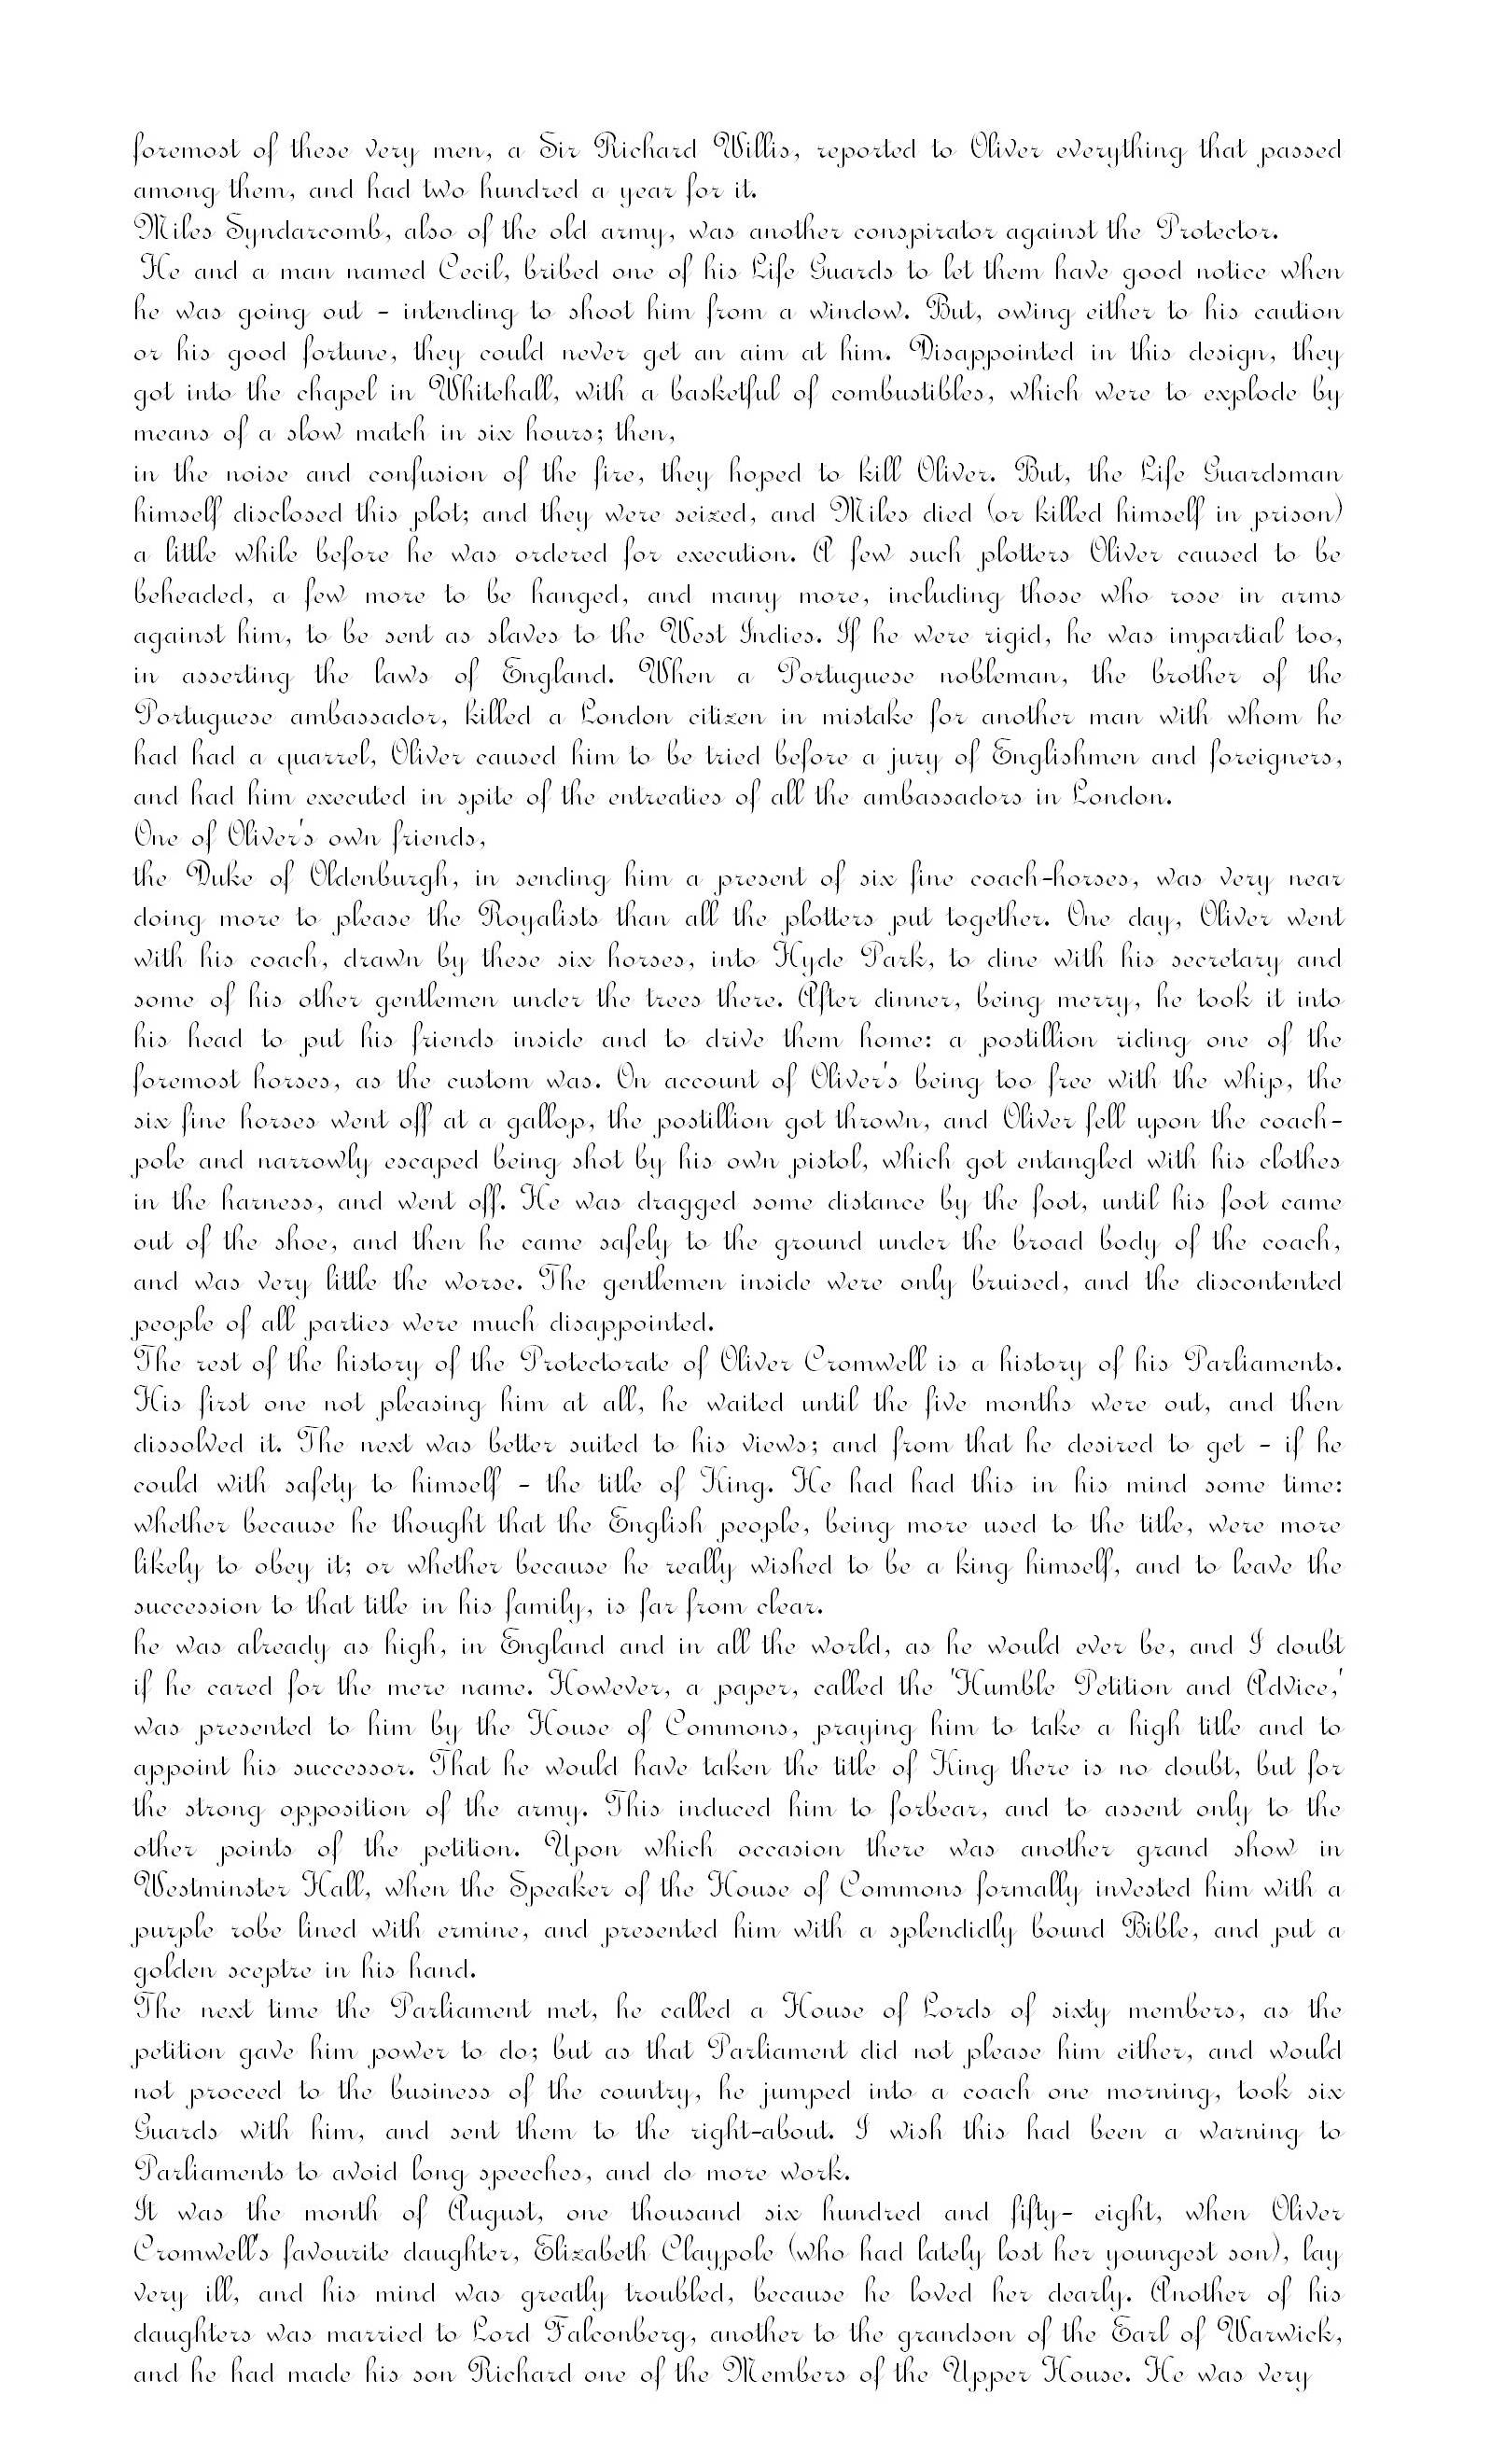 foremost of these very men, a Sir Richard Willis, reported to Oliver everything that passed
among them, and had two hundred a year for it.
Miles Syndarcomb, also of the old army, was another conspirator against the Protector.
He and a man named Cecil, bribed one of his Life Guards to let them have good notice when
he was going out - intending to shoot him from a window. But, owing either to his caution
or his good fortune, they could never get an aim at him. Disappointed in this design, they
got into the chapel in Whitehall, with a basketful of combustibles, which were to explode by
means of a slow match in six hours; then,
in the noise and confusion of the fire, they hoped to kill Oliver. But, the Life Guardsman
himself disclosed this plot; and they were seized, and Miles died (or killed himself in prison)
a little while before he was ordered for execution. A few such plotters Oliver caused to be
beheaded, a few more to be hanged, and many more, including those who rose in arms
against him, to be sent as slaves to the West Indies. If he were rigid, he was impartial too,
in asserting the laws of England. When a Portuguese nobleman, the brother of the
Portuguese ambassador, killed a London citizen in mistake for another man with whom he
had had a quarrel, Oliver caused him to be tried before a jury of Englishmen and foreigners,
and had him executed in spite of the entreaties of all the ambassadors in London.
One of Oliver's own friends,
the Duke of Oldenburgh, in sending him a present of six fine coach-horses, was very near
doing more to please the Royalists than all the plotters put together. One day, Oliver went
with his coach, drawn by these six horses, into Hyde Park, to dine with his secretary and
some of his other gentlemen under the trees there. After dinner, being merry, he took it into
his head to put his friends inside and to drive them home: a postillion riding one of the
foremost horses, as the custom was. On account of Oliver's being too free with the whip, the
six fine horses went off at a gallop, the postillion got thrown, and Oliver fell upon the coach-
pole and narrowly escaped being shot by his own pistol, which got entangled with his clothes
in the harness, and went off. He was dragged some distance by the foot, until his foot came
out of the shoe, and then he came safely to the ground under the broad body of the coach,
and was very little the worse. The gentlemen inside were only bruised, and the discontented
people of all parties were much disappointed.
The rest of the history of the Protectorate of Oliver Cromwell is a history of his Parliaments.
His first one not pleasing him at all, he waited until the five months were out, and then
dissolved it. The next was better suited to his views; and from that he desired to get - if he
could with safety to himself - the title of King. He had had this in his mind some time:
whether because he thought that the English people, being more used to the title, were more
likely to obey it; or whether because he really wished to be a king himself, and to leave the
succession to that title in his family, is far from clear.
he was already as high, in England and in all the world, as he would ever be, and I doubt
if he cared for the mere name. However, a paper, called the 'Humble Petition and Advice,'
was presented to him by the House of Commons, praying him to take a high title and to
appoint his successor. That he would have taken the title of King there is no doubt, but for
the strong opposition of the army. This induced him to forbear, and to assent only to the
other points of the petition. Upon which occasion there was another grand show in
Westminster Hall, when the Speaker of the House of Commons formally invested him with a
purple robe lined with ermine, and presented him with a splendidly bound Bible, and put a
golden sceptre in his hand.
The next time the Parliament met, he called a House of Lords of sixty members, as the
petition gave him power to do; but as that Parliament did not please him either, and would
not proceed to the business of the country, he jumped into a coach one morning, took six
Guards with him, and sent them to the right-about. I wish this had been a warning to
Parliaments to avoid long speeches, and do more work.
It was the month of August, one thousand six hundred and fifty- eight, when Oliver
Cromwell's favourite daughter, Elizabeth Claypole (who had lately lost her youngest son), lay
very ill, and his mind was greatly troubled, because he loved her dearly. Another of his
daughters was married to Lord Falconberg, another to the grandson of the Earl of Warwick,
and he had made his son Richard one of the Members of the Upper House. He was very